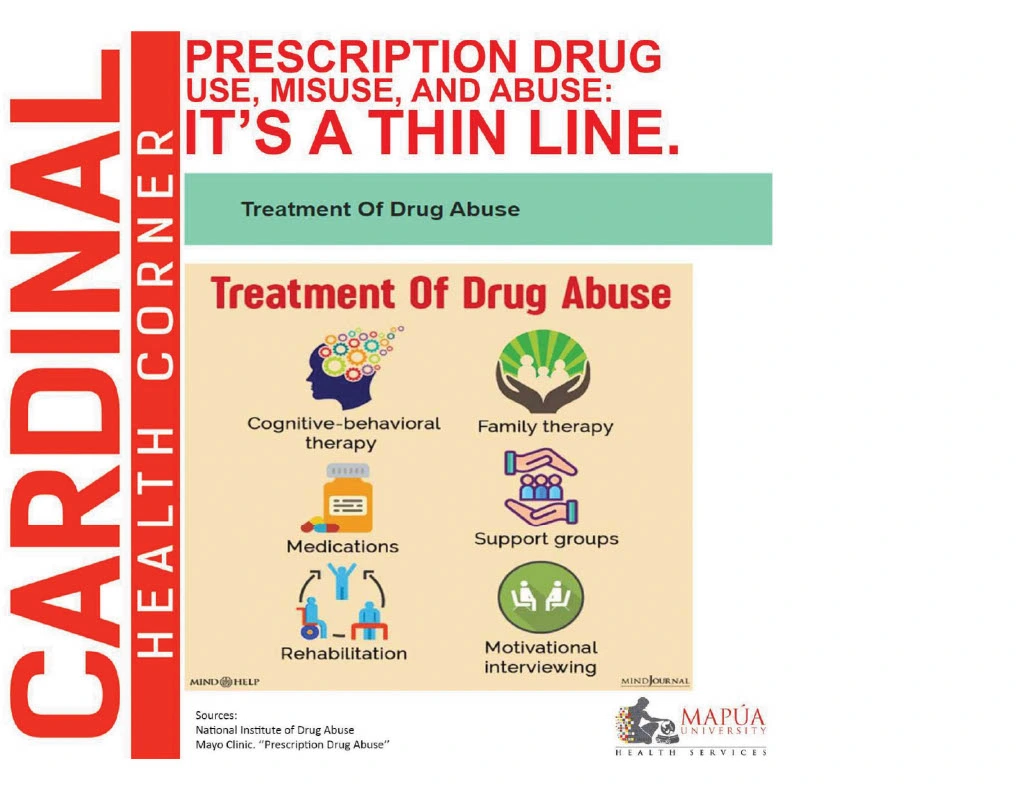 CARDINAL
HEALTH CORNER
PRESCRIPTION DRUG
USE, MISUSE, AND ABUSE:
IT'S A THIN LINE.
Treatment Of Drug Abuse
Treatment Of Drug Abuse
Cognitive-behavioral
therapy
Family therapy
Medications
Support groups
Rehabilitation
Motivational
interviewing
MIND HELP
MINDJOURNAL
Sources:
National Institute of Drug Abuse
Mayo Clinic. "Prescription Drug Abuse"
MAPÚA
UNIVERSITY
HEALTH SERVICES